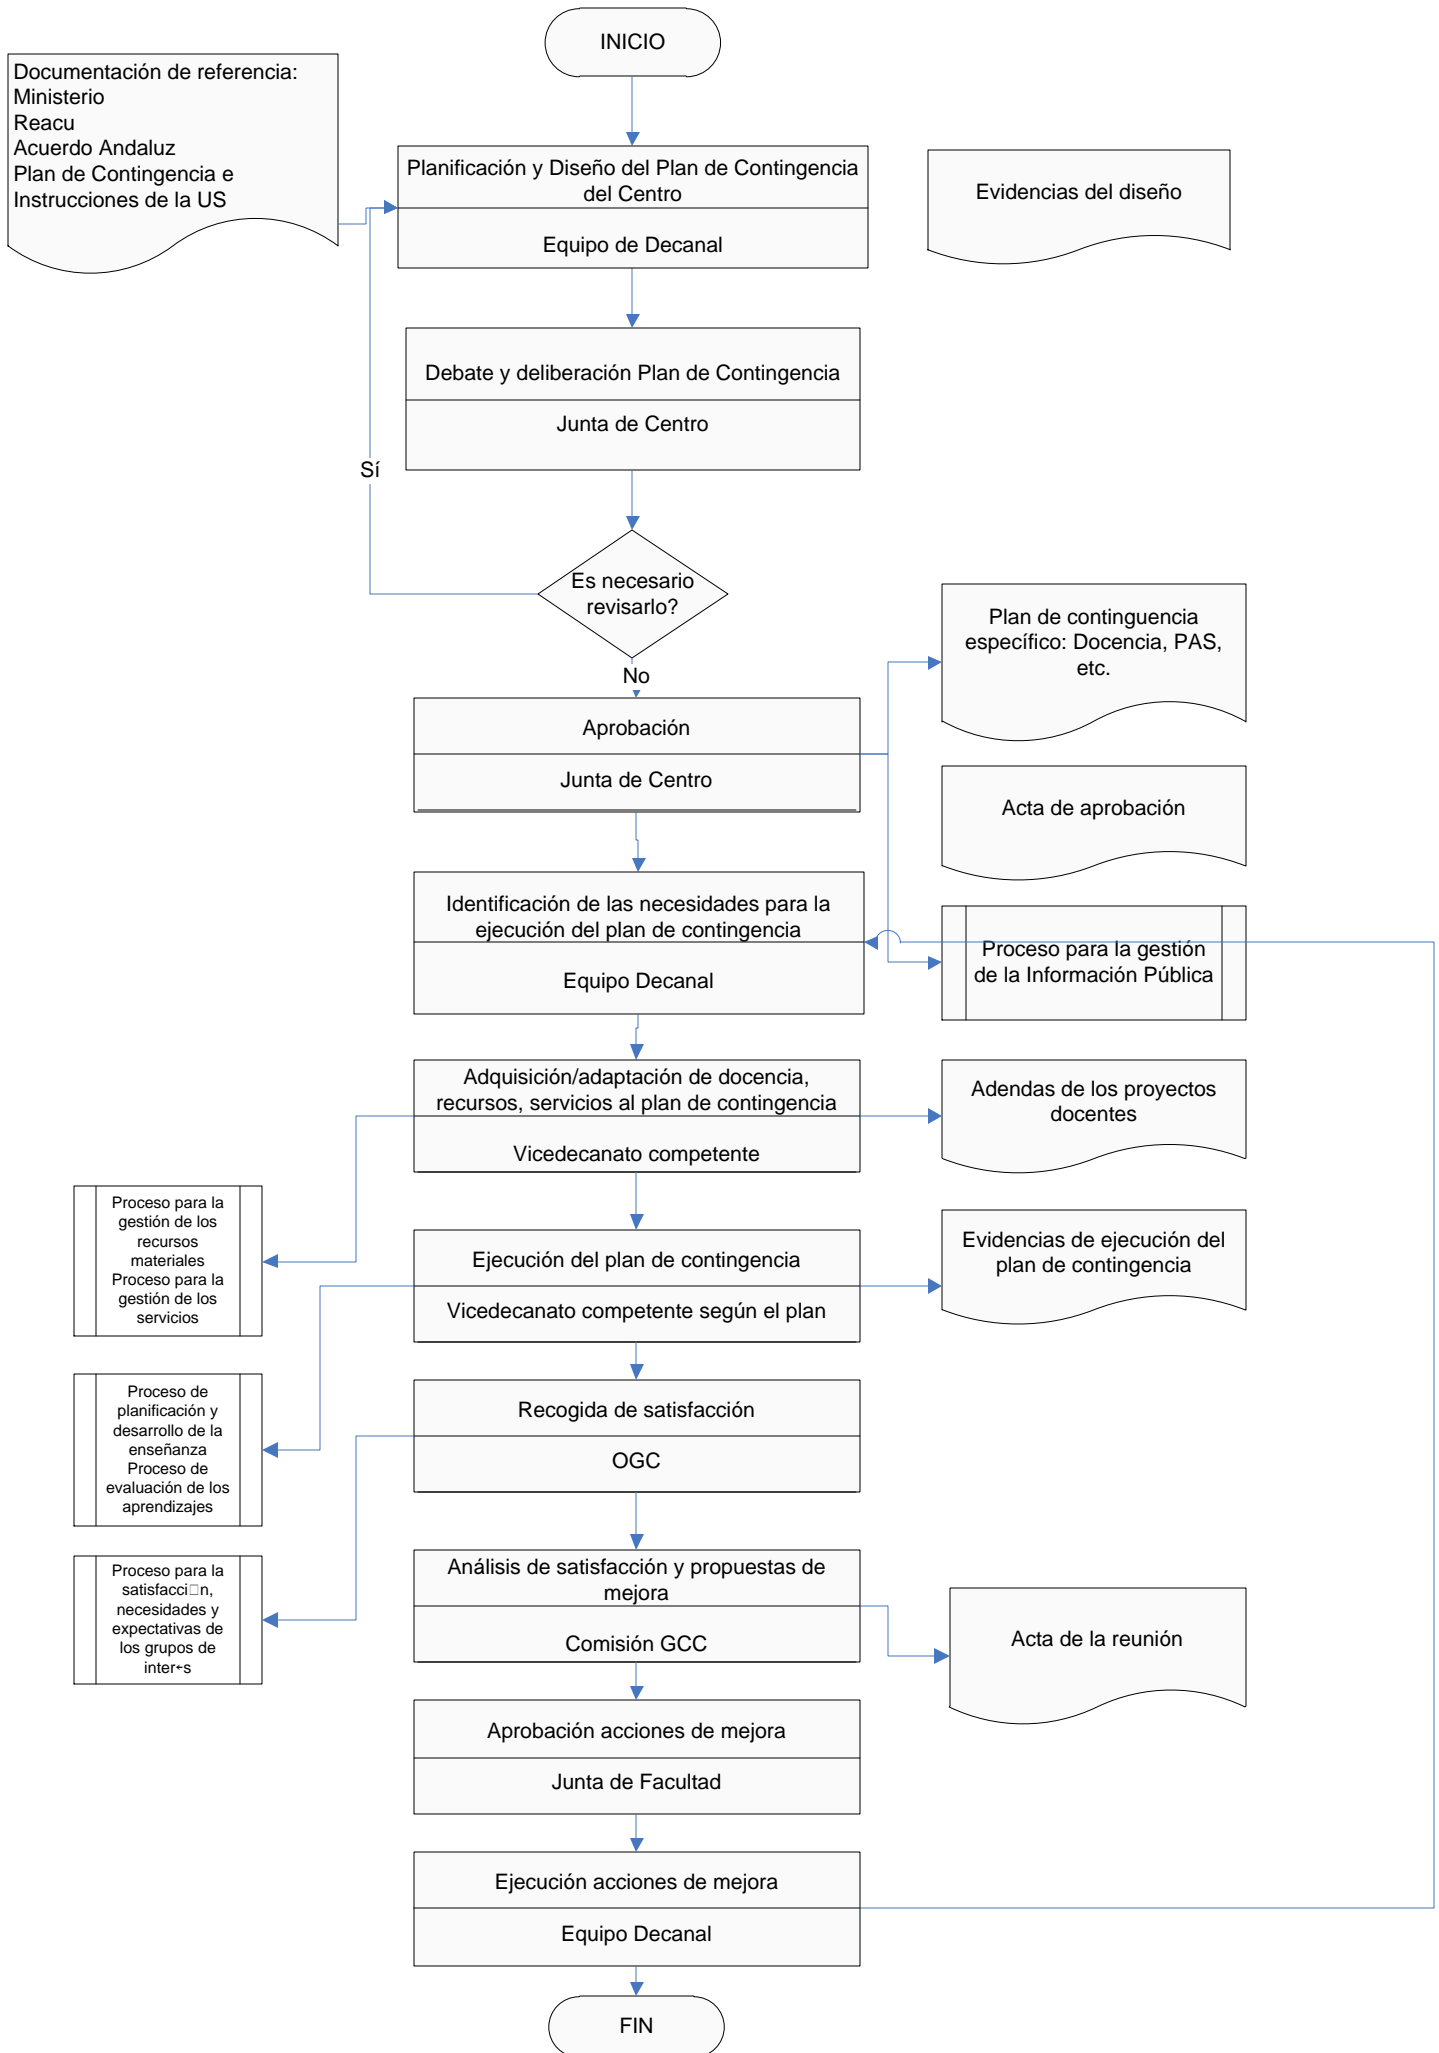 INICIO
Documentación de referencia:
Ministerio
Reacu
Acuerdo Andaluz
Plan de Contingencia e
Instrucciones de la US
Planificación y Diseño del Plan de Contingencia
del Centro
Equipo de Decanal
Evidencias del diseño
Debate y deliberación Plan de Contingencia
Junta de Centro
Sí
Es necesario
revisarlo?
No
Plan de continguencia
específico: Docencia, PAS,
etc.
Aprobación
Junta de Centro
Acta de aprobación
Identificación de las necesidades para la
ejecución del plan de contingencia
Equipo Decanal
Proceso para la gestión
de la Información Pública
Adquisición/adaptación de docencia,
recursos, servicios al plan de contingencia
Vicedecanato competente
Adendas de los proyectos
docentes
Proceso para la
gestión de los
recursos
materiales
Proceso para la
gestión de los
servicios
Ejecución del plan de contingencia
Vicedecanato competente según el plan
Evidencias de ejecución del
plan de contingencia
Proceso de
planificación y
desarrollo de la
enseñanza
Proceso de
evaluación de los
aprendizajes
Recogida de satisfacción
OGC
Proceso para la
satisfacci□n,
necesidades y
expectativas de
los grupos de
inter←s
Análisis de satisfacción y propuestas de
mejora
Comisión GCC
Acta de la reunión
Aprobación acciones de mejora
Junta de Facultad
Ejecución acciones de mejora
Equipo Decanal
FIN